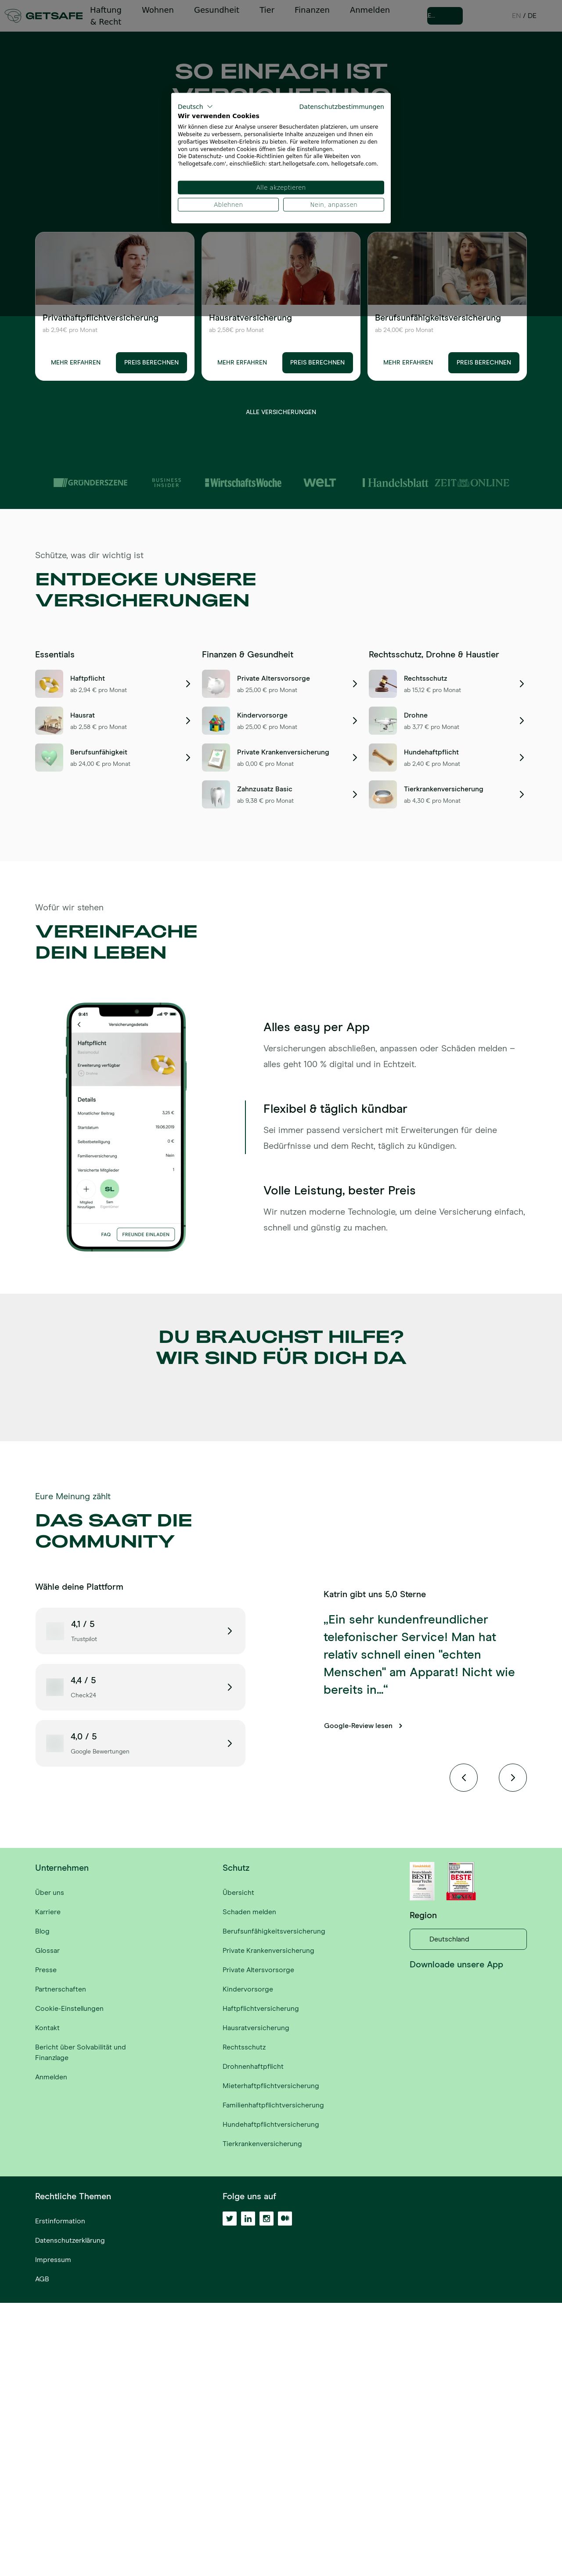 GETSAFE
Haftung & Recht
Wohnen
Gesundheit
Tier
Finanzen
Anmelden
E...
EN / DE
SO EINFACH IST
VERSICHERUNG
Deutsch
Datenschutzbestimmungen
Wir verwenden Cookies
Wir können diese zur Analyse unserer Besucherdaten platzieren, um unsere
Webseite zu verbessern, personalisierte Inhalte anzuzeigen und Ihnen ein
großartiges Webseiten-Erlebnis zu bieten. Für weitere Informationen zu den
von uns verwendeten Cookies öffnen Sie die Einstellungen.
Die Datenschutz- und Cookie-Richtlinien gelten für alle Webeiten von
'hellogetsafe.com', einschließlich: start.hellogetsafe.com, hellogetsafe.com.
Alle akzeptieren
Ablehnen
Nein, anpassen
Privathaftpflichtversicherung
ab 2,94€ pro Monat
MEHR ERFAHREN
PREIS BERECHNEN
Hausratversicherung
ab 2,58€ pro Monat
MEHR ERFAHREN
PREIS BERECHNEN
Berufsunfähigkeitsversicherung
ab 24,00€ pro Monat
MEHR ERFAHREN
PREIS BERECHNEN
ALLE VERSICHERUNGEN
GRÜNDERSZENE
BUSINESS
INSIDER
WirtschaftsWoche
WELT
Handelsblatt
ZEIT ONLINE
Schütze, was dir wichtig ist
ENTDECKE UNSERE
VERSICHERUNGEN
Essentials
Haftpflicht
ab 2,94 € pro Monat
Hausrat
ab 2,58 € pro Monat
Berufsunfähigkeit
ab 24,00 € pro Monat
Finanzen & Gesundheit
Private Altersvorsorge
ab 25,00 € pro Monat
Kindervorsorge
ab 25,00 € pro Monat
Private Krankenversicherung
ab 0,00 € pro Monat
Zahnzusatz Basic
ab 9,38 € pro Monat
Rechtsschutz, Drohne & Haustier
Rechtsschutz
ab 15,12 € pro Monat
Drohne
ab 3,77 € pro Monat
Hundehaftpflicht
ab 2,40 € pro Monat
Tierkrankenversicherung
ab 4,30 € pro Monat
Wofür wir stehen
VEREINFACHE
DEIN LEBEN
9:41
Versicherungsdetails
Haftpflicht
Erweiterung verfügbar
Details
Monatlicher Beitrag
3,25 €
Startdatum
19.08.2018
Selbstbeteiligung
0 €
Familienversicherung
Nein
Versicherte Mitglieder
1
SL
Mitglied
hinzufügen
Sam
FAQ
FREUNDE EINLADEN
Alles easy per App
Versicherungen abschließen, anpassen oder Schäden melden –
alles geht 100 % digital und in Echtzeit.
Flexibel & täglich kündbar
Sei immer passend versichert mit Erweiterungen für deine
Bedürfnisse und dem Recht, täglich zu kündigen.
Volle Leistung, bester Preis
Wir nutzen moderne Technologie, um deine Versicherung einfach,
schnell und günstig zu machen.
DU BRAUCHST HILFE?
WIR SIND FÜR DICH DA
Eure Meinung zählt
DAS SAGT DIE
COMMUNITY
Wähle deine Plattform
4,1 / 5
Trustpilot
4,4 / 5
Check24
4,0 / 5
Google Bewertungen
Katrin gibt uns 5,0 Sterne
„Ein sehr kundenfreundlicher
telefonischer Service! Man hat
relativ schnell einen "echten
Menschen" am Apparat! Nicht wie
bereits in...“
Google-Review lesen
Unternehmen
Über uns
Karriere
Blog
Glossar
Presse
Partnerschaften
Cookie-Einstellungen
Kontakt
Bericht über Solvabilität und
Finanzlage
Anmelden
Schutz
Übersicht
Schaden melden
Berufsunfähigkeitsversicherung
Private Krankenversicherung
Private Altersvorsorge
Kindervorsorge
Haftpflichtversicherung
Hausratversicherung
Rechtsschutz
Drohnenhaftpflicht
Mieterhaftpflichtversicherung
Familienhaftpflichtversicherung
Hundehaftpflichtversicherung
Tierkrankenversicherung
BESTE
BESTE
Region
Deutschland
Downloade unsere App
Rechtliche Themen
Erstinformation
Datenschutzerklärung
Impressum
AGB
Folge uns auf